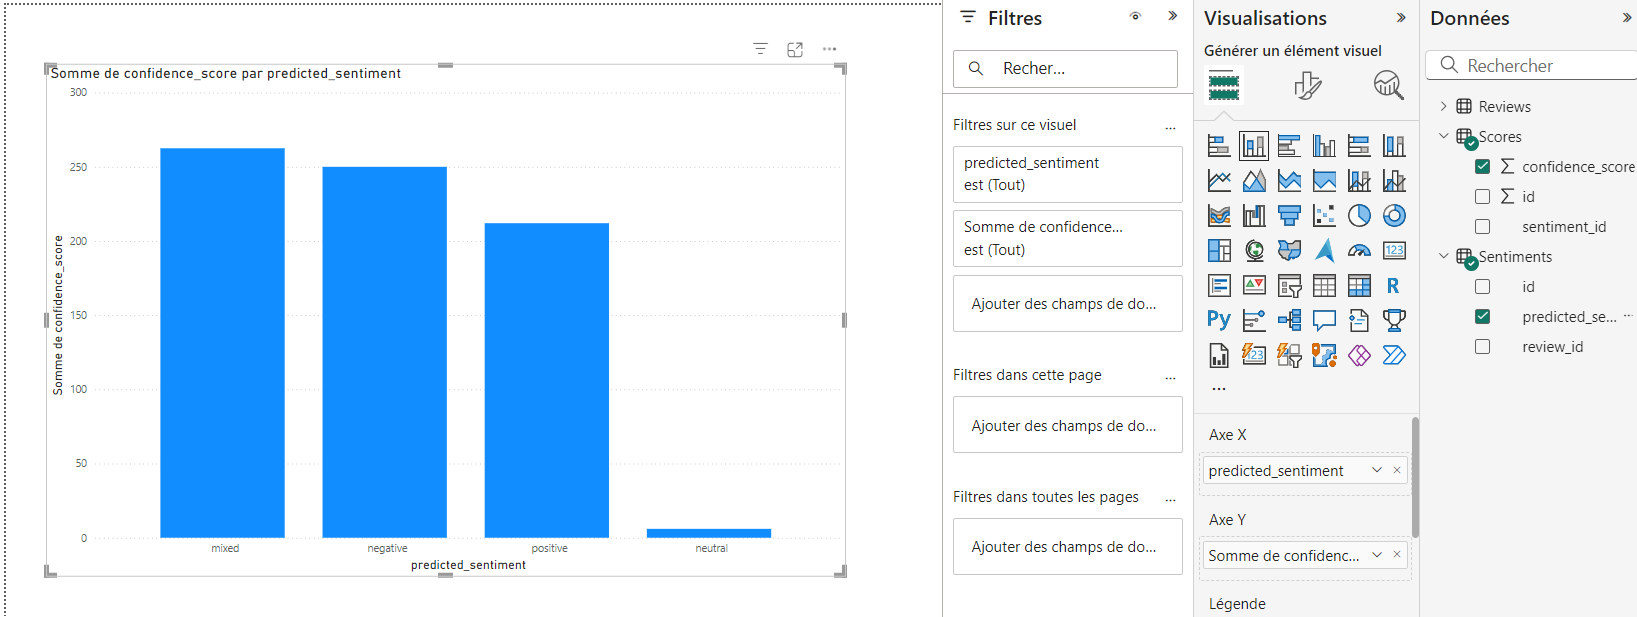 Somme de confidence_score par predicted_sentiment
300
250
200
150
100
50
0
Somme de confidence_score
mixed
negative
positive
neutral
predicted_sentiment
Filtres
Recher...
Filtres sur ce visuel
...
predicted_sentiment
est (Tout)
Somme de confidence...
est (Tout)
Ajouter des champs de do...
Filtres dans cette page
...
Ajouter des champs de do...
Filtres dans toutes les pages
...
Ajouter des champs de do...
Visualisations
Générer un élément visuel
123
R
Py
123
...
Axe X
predicted_sentiment
Axe Y
Somme de confidenc...
Légende
Données
Rechercher
Reviews
Scores
confidence_score
id
sentiment_id
Sentiments
id
predicted_se...
review_id